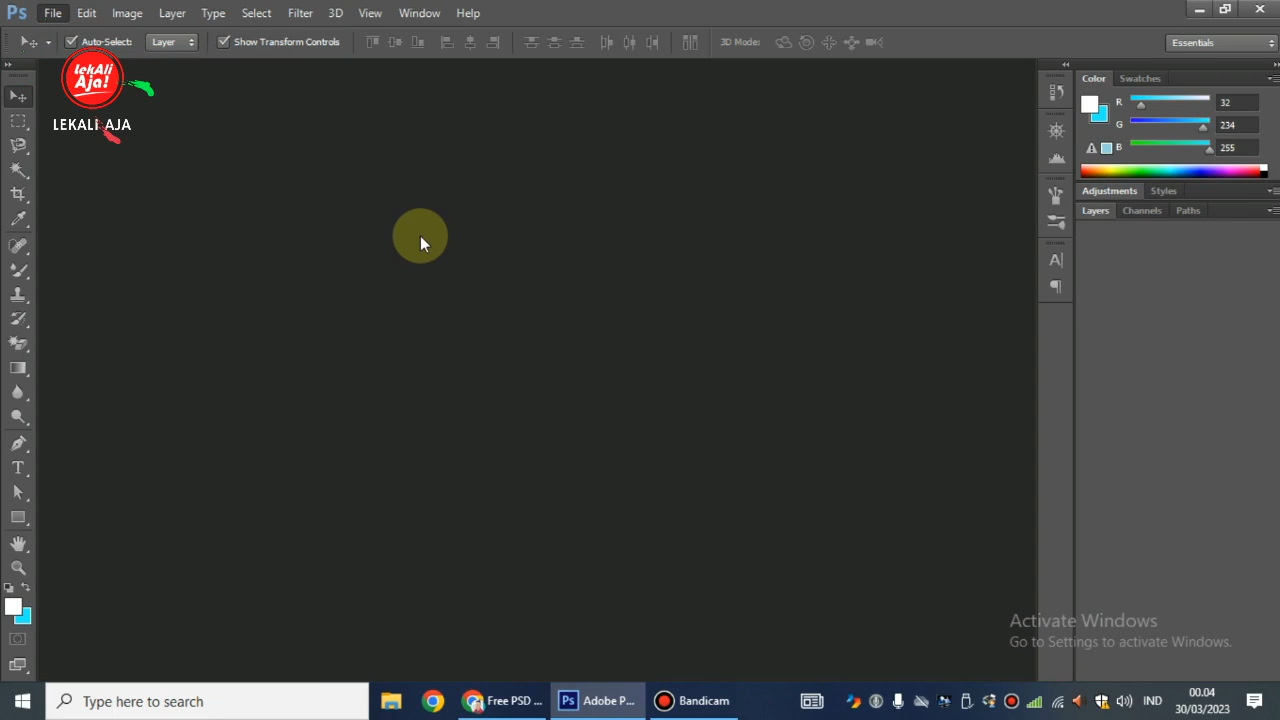 Ps File Edit Image Layer Type Select Filter 3D View Window Help
Auto-Select: Layer Show Transform Controls 3D Mode: Essentials
lekAli
Aja!
LEKALI AJA
Color Swatches
R 32
G 234
B 255
Adjustments Styles
Layers Channels Paths
A|
T
Activate Windows
Go to Settings to activate Windows.
Type here to search
Free PSD ...
Ps Adobe P...
Bandicam
IND
00.04
30/03/2023